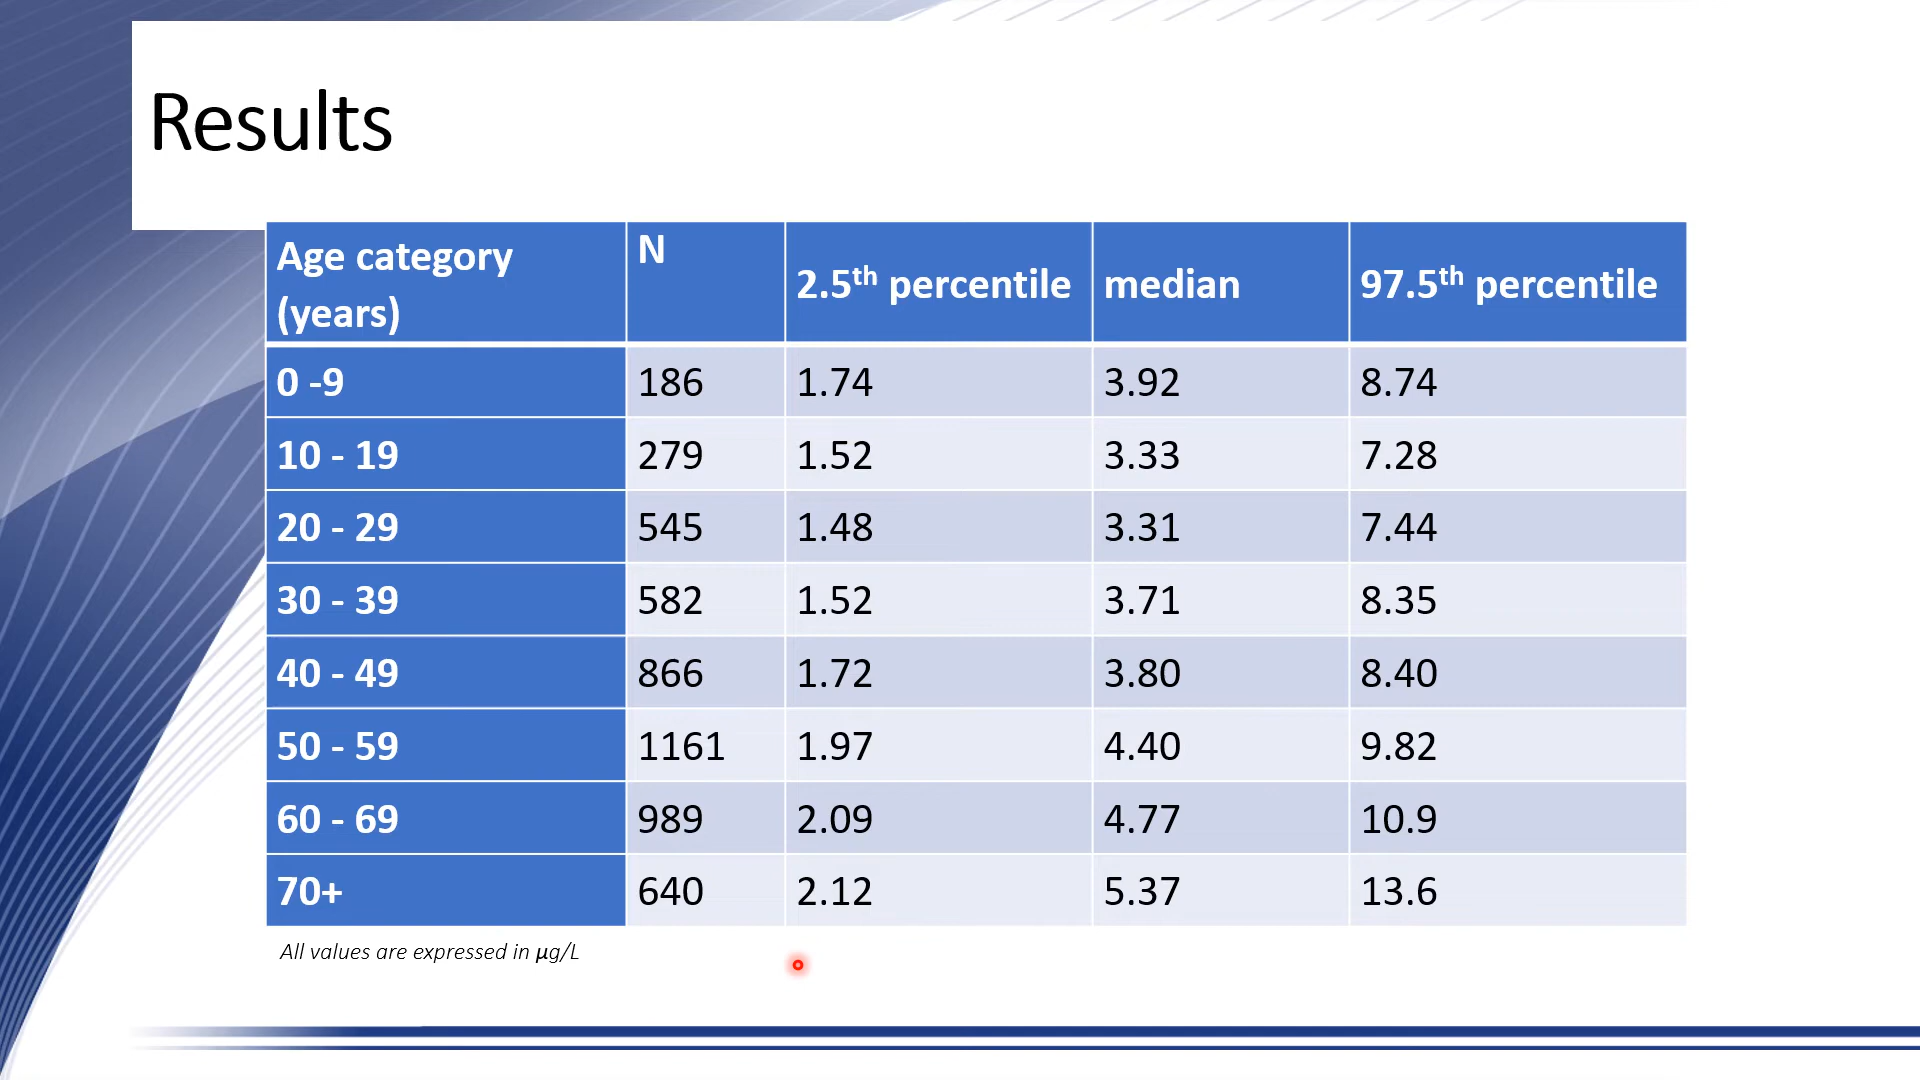 Results
Age category (years) N 2.5th percentile median 97.5th percentile
0 -9 186 1.74 3.92 8.74
10 - 19 279 1.52 3.33 7.28
20 - 29 545 1.48 3.31 7.44
30 - 39 582 1.52 3.71 8.35
40 - 49 866 1.72 3.80 8.40
50 - 59 1161 1.97 4.40 9.82
60 - 69 989 2.09 4.77 10.9
70+ 640 2.12 5.37 13.6
All values are expressed in µg/L